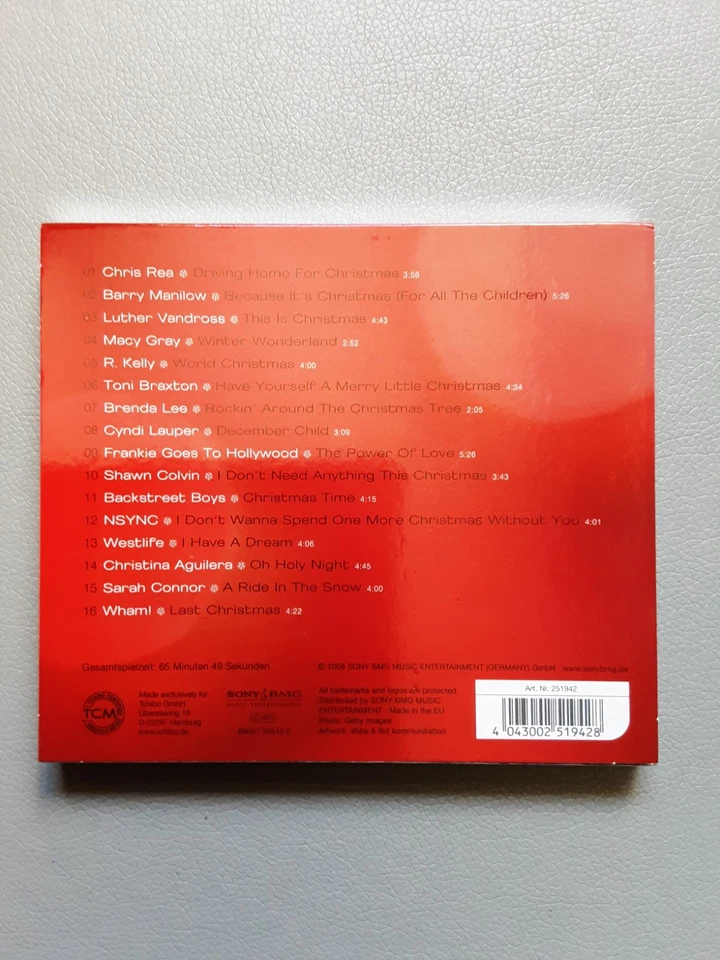 01 Chris Rea Driving Home For Christmas 3:58
02 Barry Manilow Because It's Christmas (For All The Children) 5:26
03 Luther Vandross This Is Christmas 4:43
04 Macy Gray Winter Wonderland 2:52
05 R. Kelly World Christmas 4:00
06 Toni Braxton Have Yourself A Merry Little Christmas 4:34
07 Brenda Lee Rockin' Around The Christmas Tree 2:05
08 Cyndi Lauper December Child 3:09
09 Frankie Goes To Hollywood The Power Of Love 5:26
10 Shawn Colvin I Don't Need Anything This Christmas 3:43
11 Backstreet Boys Christmas Time 4:15
12 NSYNC I Don't Wanna Spend One More Christmas Without You 4:01
13 Westlife I Have A Dream 4:06
14 Christina Aguilera Oh Holy Night 4:45
15 Sarah Connor A Ride In The Snow 4:00
16 Wham! Last Christmas 4:22
Gesamtspielzeit: 65 Minuten 49 Sekunden
© 2008 SONY BMG MUSIC ENTERTAINMENT (GERMANY) GmbH www.sonybmg.de
TCM
Made exclusively for:
Tchibo GmbH
Überseering 18
D-22297 Hamburg
www.tchibo.de
SONY BMG
MUSIC ENTERTAINMENT
All trademarks and logos are protected.
Distributed by SONY BMG MUSIC
ENTERTAINMENT - Made in the EU
Photo: Getty Images
Artwork: ebbe & flut kommunikation
Art. Nr. 251942
4 043002 519428